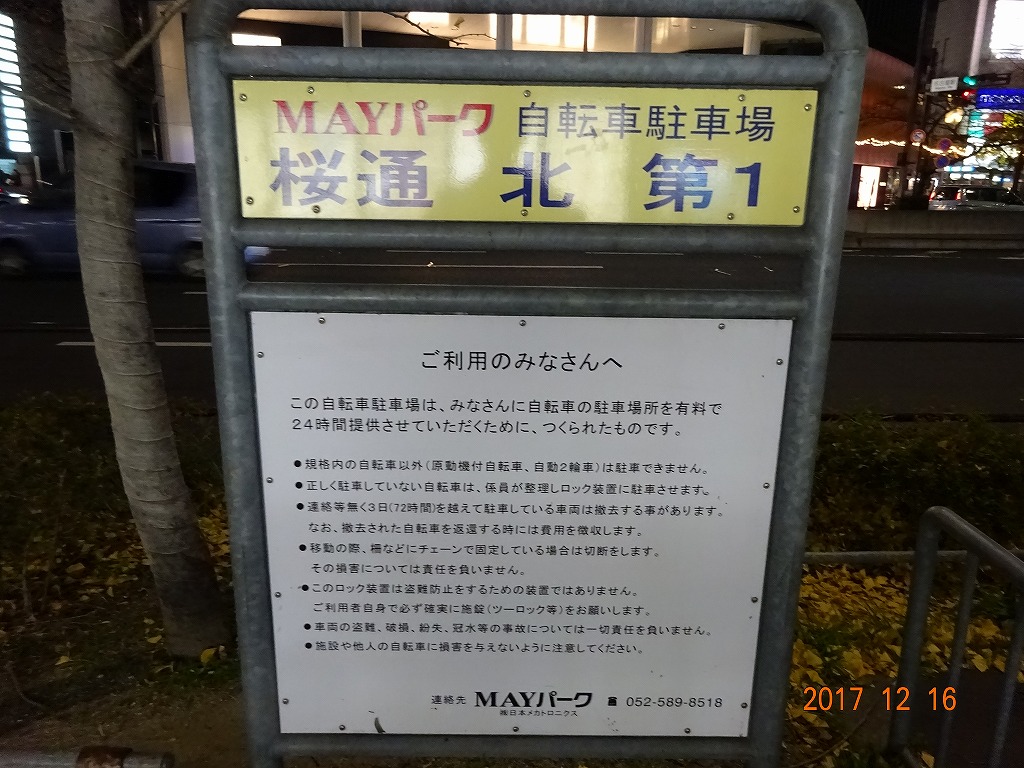 MAYパーク 自転車駐車場
桜通 北 第1
ご利用のみなさんへ
この自転車駐車場は、みなさんに自転車の駐車場所を有料で
24時間提供させていただくために、つくられたものです。
●規格内の自転車以外(原動機付自転車、自動2輪車)は駐車できません。
●正しく駐車していない自転車は、係員が整理しロック装置に駐車させます。
●連絡等無く3日(72時間)を越えて駐車している車両は撤去する事があります。
なお、撤去された自転車を返還する時には費用を徴収します。
●移動の際、柵などにチェーンで固定している場合は切断をします。
その損害については責任を負いません。
●このロック装置は盗難防止をするための装置ではありません。
ご利用者自身で必ず確実に施錠(ツーロック等)をお願いします。
●車両の盗難、破損、紛失、冠水等の事故については一切責任を負いません。
●施設や他人の自転車に損害を与えないように注意してください。
連絡先 MAYパーク ☎ 052-589-8518
㈱日本メカトロニクス
2017 12 16